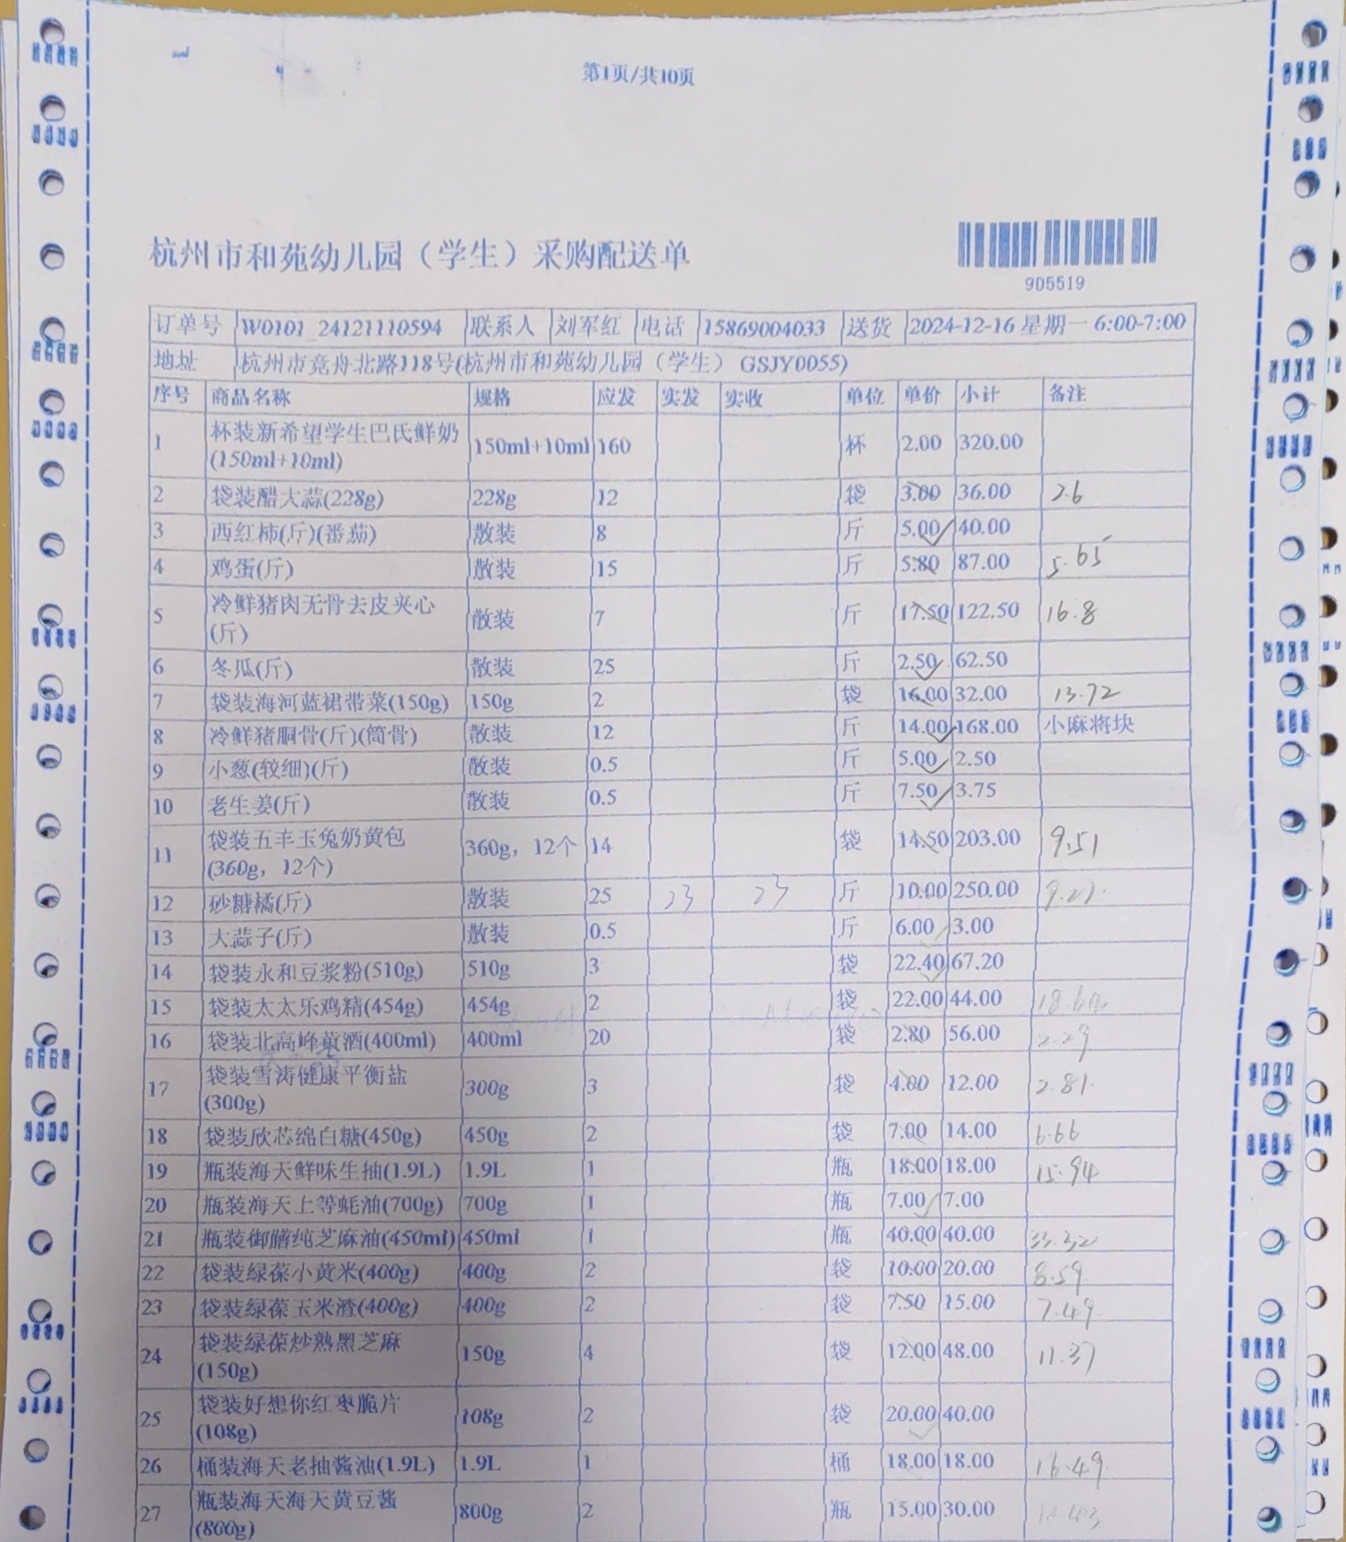 第1页/共10页
杭州市和苑幼儿园（学生）采购配送单
905519
订单号 W0101_24121110594 联系人 刘军红 电话 15869004033 送货 2024-12-16 星期一 6:00-7:00
地址 杭州市竞舟北路118号(杭州市和苑幼儿园（学生） GSJY0055)
序号 商品名称 规格 应发 实发 实收 单位 单价 小计 备注
1 杯装新希望学生巴氏鲜奶 150ml+10ml 160 杯 2.00 320.00
(150ml+10ml)
2 袋装醋大蒜(228g) 228g 12 袋 3.00 36.00 2.6
3 西红柿(斤)(番茄) 散装 8 斤 5.00 40.00
4 鸡蛋(斤) 散装 15 斤 5.80 87.00 5.65
5 冷鲜猪肉无骨去皮夹心 散装 7 斤 17.50 122.50 16.8
(斤)
6 冬瓜(斤) 散装 25 斤 2.50 62.50
7 袋装海河蓝裙带菜(150g) 150g 2 袋 16.00 32.00 13.72
8 冷鲜猪胴骨(斤)(筒骨) 散装 12 斤 14.00 168.00 小麻将块
9 小葱(较细)(斤) 散装 0.5 斤 5.00 2.50
10 老生姜(斤) 散装 0.5 斤 7.50 3.75
11 袋装五丰玉兔奶黄包 360g，12个 14 袋 14.50 203.00 9.51
(360g，12个)
12 砂糖橘(斤) 散装 25 23 23 斤 10.00 250.00
13 大蒜子(斤) 散装 0.5 斤 6.00 3.00
14 袋装永和豆浆粉(510g) 510g 3 袋 22.40 67.20
15 袋装太太乐鸡精(454g) 454g 2 袋 22.00 44.00
16 袋装北高峰黄酒(400ml) 400ml 20 袋 2.80 56.00 2.29
17 袋装雪涛健康平衡盐 300g 3 袋 4.00 12.00 2.81
(300g)
18 袋装欣芯绵白糖(450g) 450g 2 袋 7.00 14.00 6.66
19 瓶装海天鲜味生抽(1.9L) 1.9L 1 瓶 18.00 18.00 15.94
20 瓶装海天上等蚝油(700g) 700g 1 瓶 7.00 7.00
21 瓶装御膳纯芝麻油(450ml) 450ml 1 瓶 40.00 40.00 33.32
22 袋装绿葆小黄米(400g) 400g 2 袋 10.00 20.00 8.59
23 袋装绿葆玉米渣(400g) 400g 2 袋 7.50 15.00 7.49
24 袋装绿葆炒熟黑芝麻 150g 4 袋 12.00 48.00 11.37
(150g)
25 袋装好想你红枣脆片 108g 2 袋 20.00 40.00
(108g)
26 桶装海天老抽酱油(1.9L) 1.9L 1 桶 18.00 18.00 16.49
27 瓶装海天海天黄豆酱 800g 2 瓶 15.00 30.00
(800g)